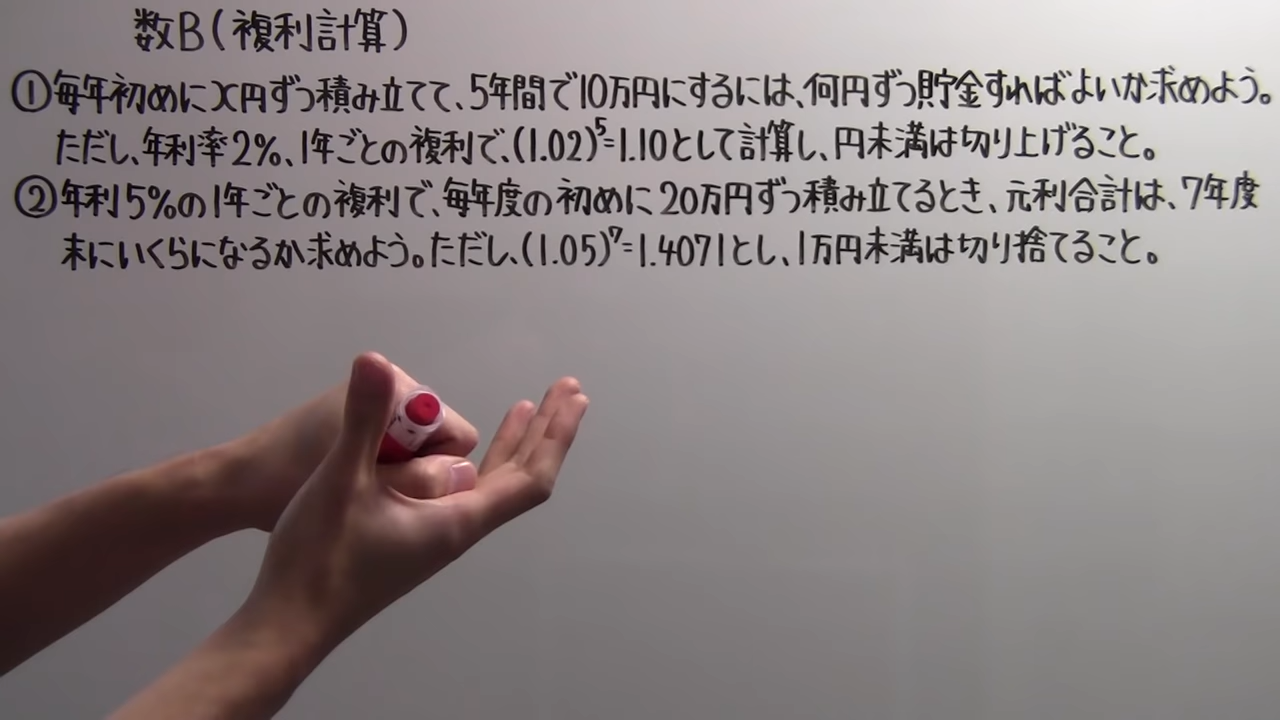 数B(複利計算)
①毎年初めにx円ずつ積み立てて、5年間で10万円にするには、何円ずつ貯金すればよいか求めよう。
ただし、年利率2%、1年ごとの複利で、(1.02)⁵=1.10として計算し、円未満は切り上げること。
②年利5%の1年ごとの複利で、毎年度の初めに20万円ずつ積み立てるとき、元利合計は、7年度
末にいくらになるか求めよう。ただし、(1.05)⁷=1.4071とし、1万円未満は切り捨てること。